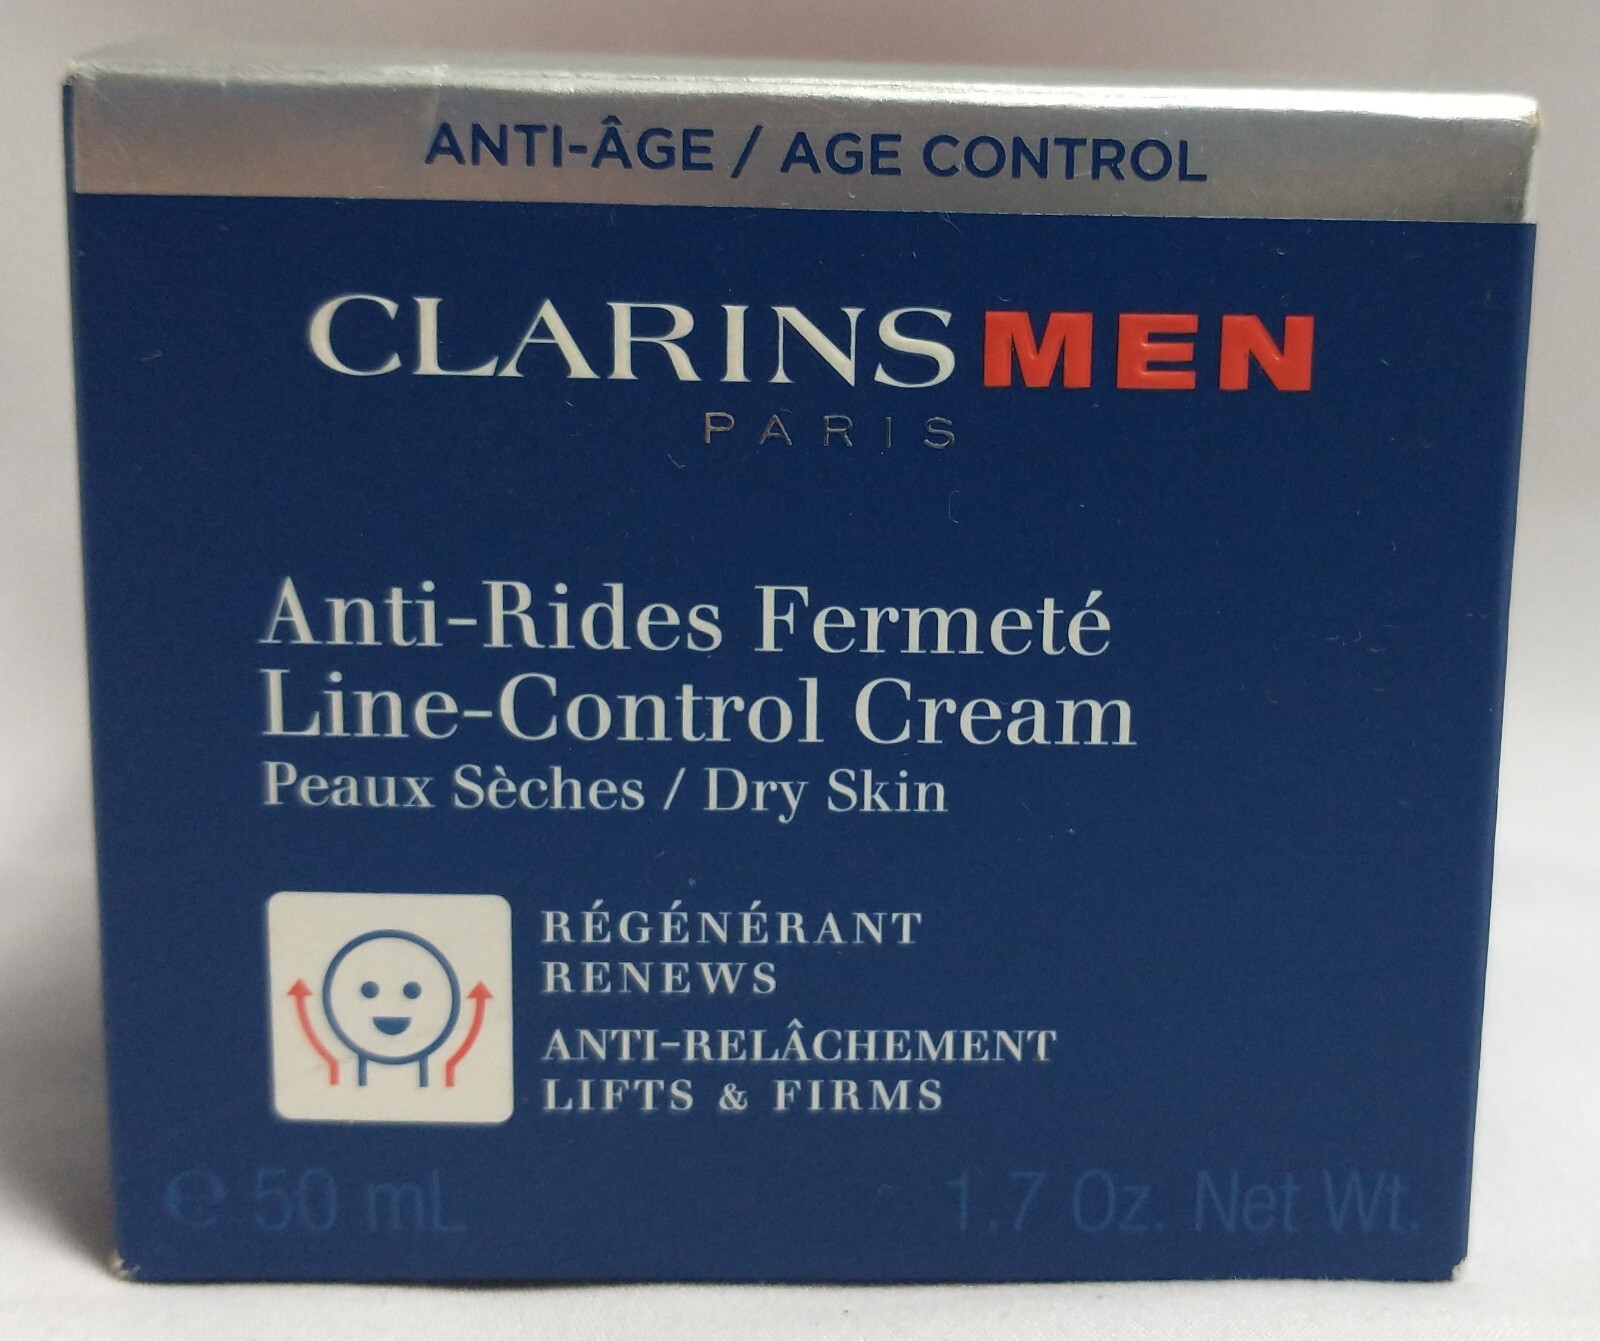 ANTI-ÂGE / AGE CONTROL
CLARINSMEN
PARIS
Anti-Rides Fermeté
Line-Control Cream
Peaux Sèches / Dry Skin
RÉGÉNÉRANT
RENEWS
ANTI-RELÂCHEMENT
LIFTS & FIRMS
℮ 50 mL 1.7 Oz. Net Wt.